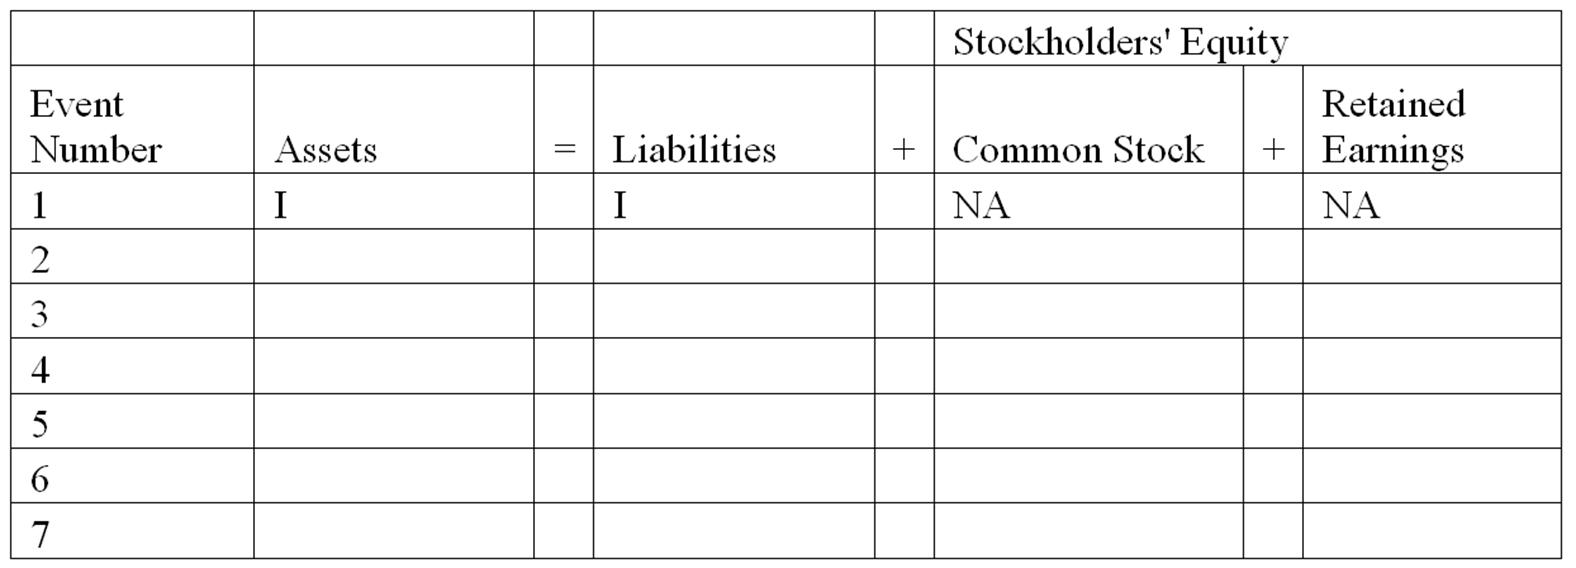 Stockholders' Equity
Event Number Assets = Liabilities + Common Stock + Retained Earnings
1 I I NA NA
2
3
4
5
6
7